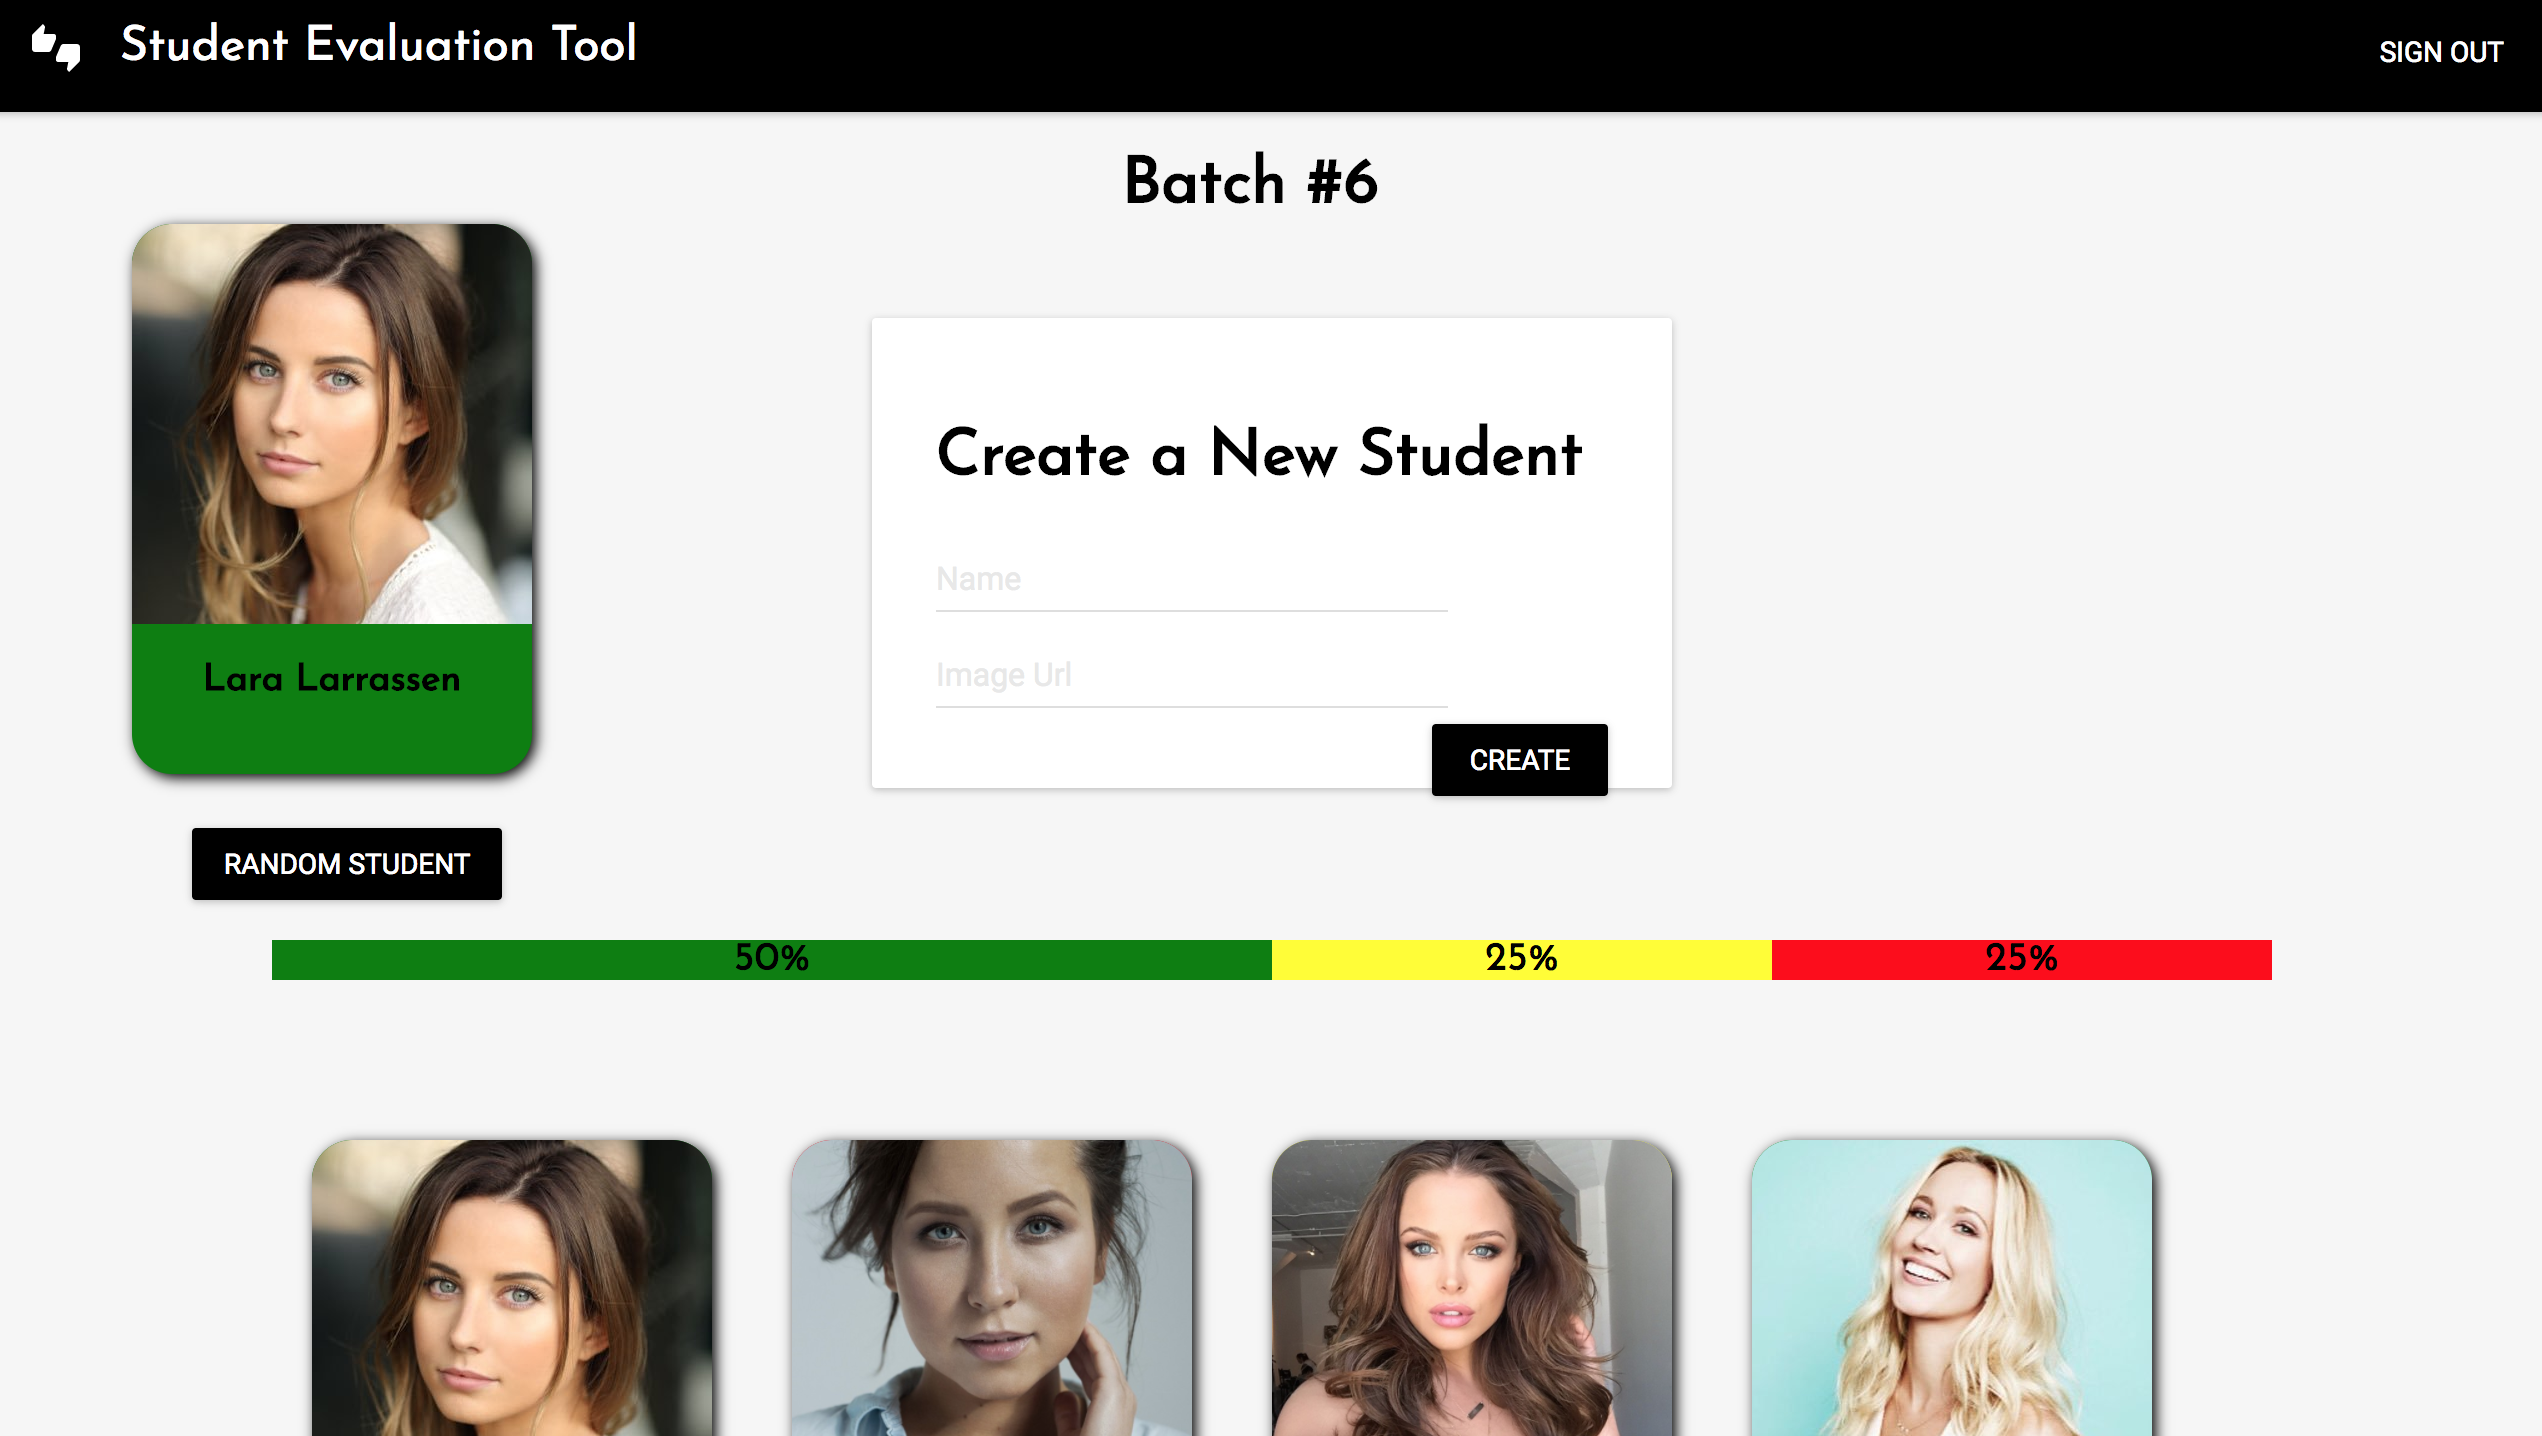 Student Evaluation Tool
SIGN OUT
Batch #6
Lara Larrassen
RANDOM STUDENT
Create a New Student
Name
Image Url
CREATE
50%
25%
25%